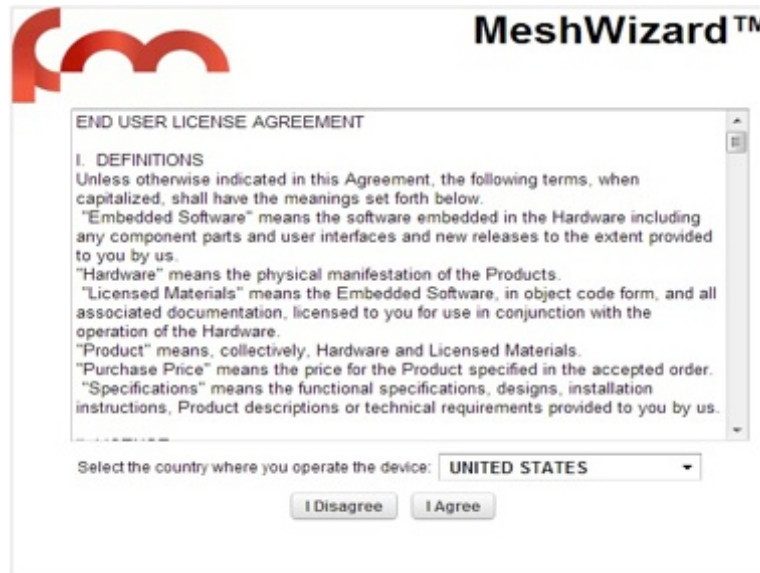 MeshWizard™
END USER LICENSE AGREEMENT
I. DEFINITIONS
Unless otherwise indicated in this Agreement, the following terms, when
capitalized, shall have the meanings set forth below.
"Embedded Software" means the software embedded in the Hardware including
any component parts and user interfaces and new releases to the extent provided
to you by us.
"Hardware" means the physical manifestation of the Products.
"Licensed Materials" means the Embedded Software, in object code form, and all
associated documentation, licensed to you for use in conjunction with the
operation of the Hardware.
"Product" means, collectively, Hardware and Licensed Materials.
"Purchase Price" means the price for the Product specified in the accepted order.
"Specifications" means the functional specifications, designs, installation
instructions, Product descriptions or technical requirements provided to you by us.
Select the country where you operate the device: UNITED STATES
I Disagree I Agree